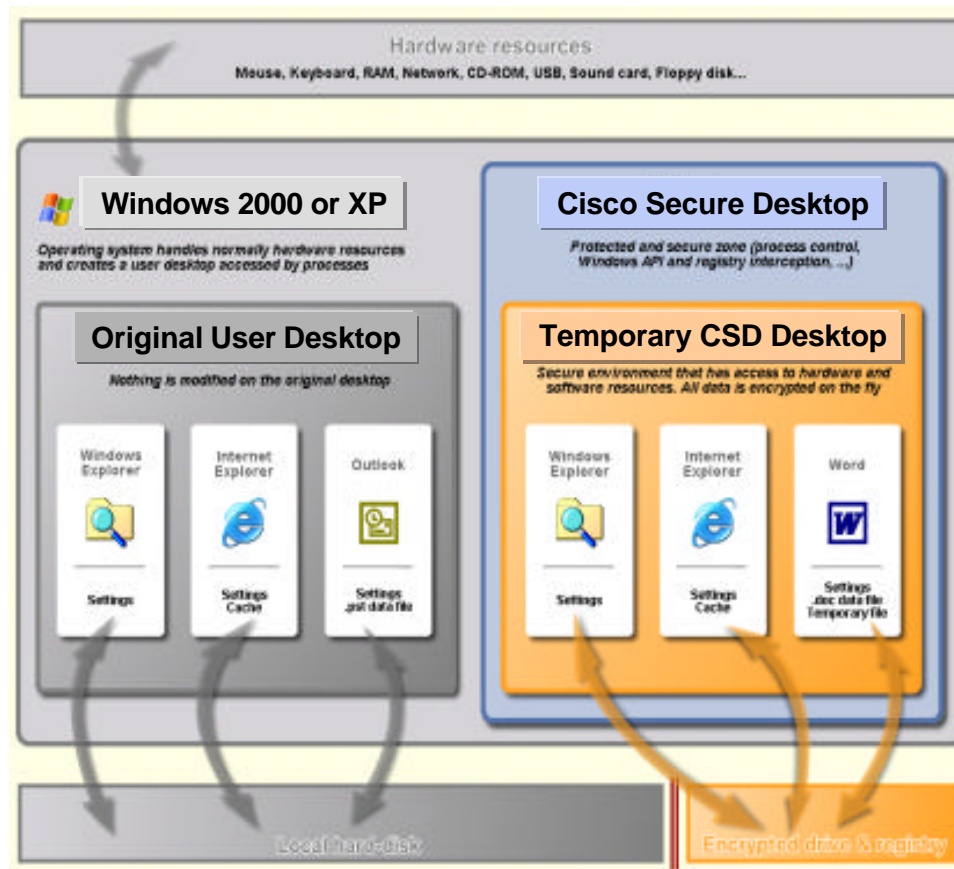 Hardware resources
Mouse, Keyboard, RAM, Network, CD-ROM, USB, Sound card, Floppy disk...
Windows 2000 or XP
Operating system handles normally hardware resources
and creates a user desktop accessed by processes
Original User Desktop
Nothing is modified on the original desktop
Windows
Explorer
Settings
Internet
Explorer
Settings
Cache
Outlook
Settings
.pst data file
Cisco Secure Desktop
Protected and secure zone (process control,
Windows API and registry interception, ...)
Temporary CSD Desktop
Secure environment that has access to hardware and
software resources. All data is encrypted on the fly
Windows
Explorer
Settings
Internet
Explorer
Settings
Cache
Word
W
Settings
.doc data file
Temporary file
Local hard-disk
Encrypted drive & registry